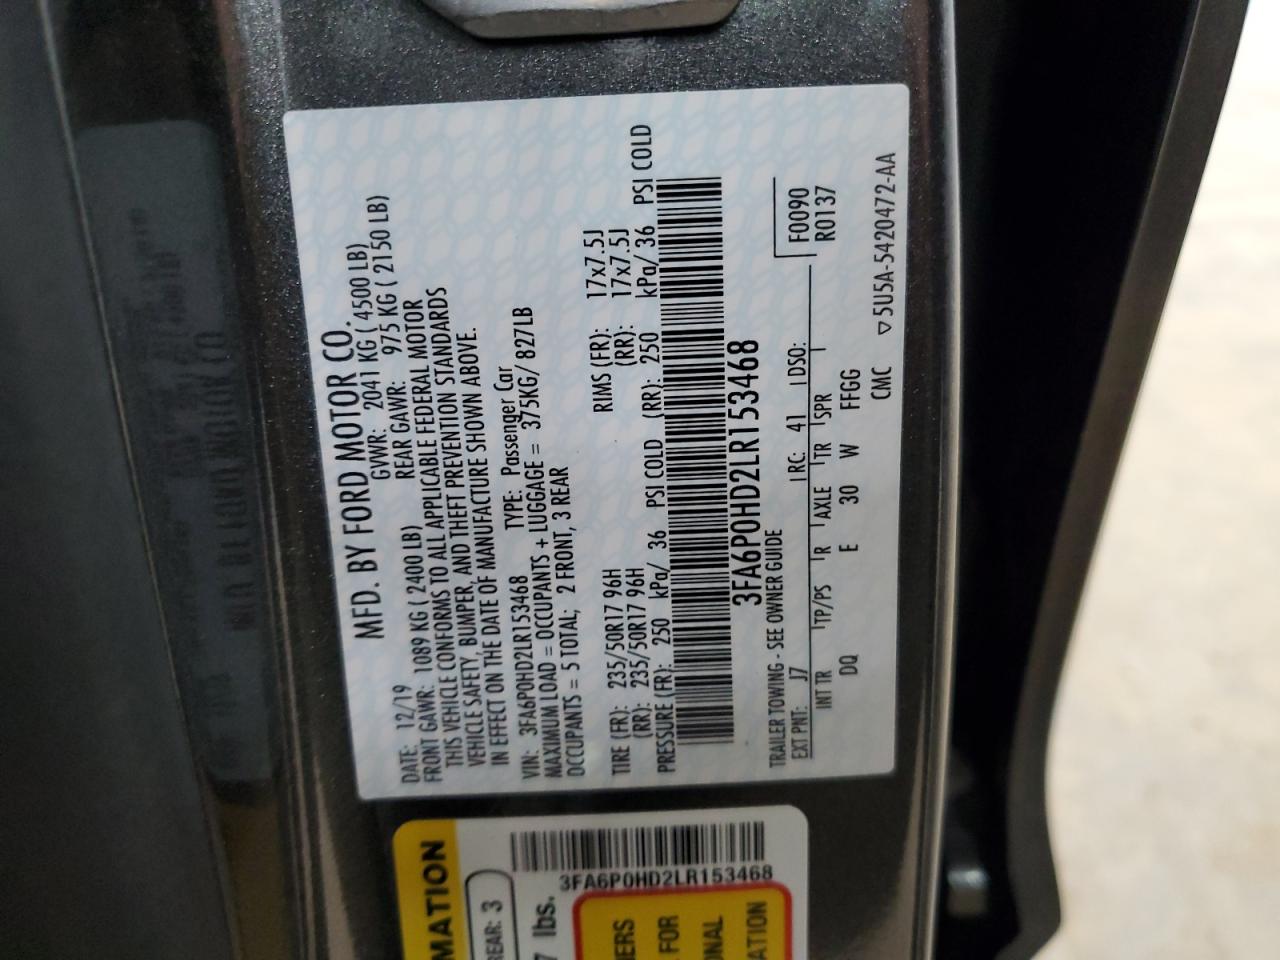 MFD. BY FORD MOTOR CO.
DATE: 12/19 GVWR: 2041 KG ( 4500 LB)
FRONT GAWR: 1089 KG ( 2400 LB) REAR GAWR: 975 KG ( 2150 LB)
THIS VEHICLE CONFORMS TO ALL APPLICABLE FEDERAL MOTOR
VEHICLE SAFETY, BUMPER, AND THEFT PREVENTION STANDARDS
IN EFFECT ON THE DATE OF MANUFACTURE SHOWN ABOVE.
VIN: 3FA6P0HD2LR153468 TYPE: Passenger Car
MAXIMUM LOAD = OCCUPANTS + LUGGAGE = 375KG/ 827LB
OCCUPANTS = 5 TOTAL; 2 FRONT, 3 REAR
TIRE (FR): 235/50R17 96H RIMS (FR): 17x7.5J
(RR): 235/50R17 96H (RR): 17x7.5J
PRESSURE (FR): 250 kPa/ 36 PSI COLD (RR): 250 kPa/ 36 PSI COLD
3FA6P0HD2LR153468
TRAILER TOWING - SEE OWNER GUIDE
F0090
R0137
EXT PNT: J7 RC: 41 DSO:
INT TR TP/PS R AXLE TR SPR
DQ E 30 W FFGG
CMC ▽5U5A-5420472-AA
MATION
REAR: 3
3FA6P0HD2LR153468
7 lbs.
FOR